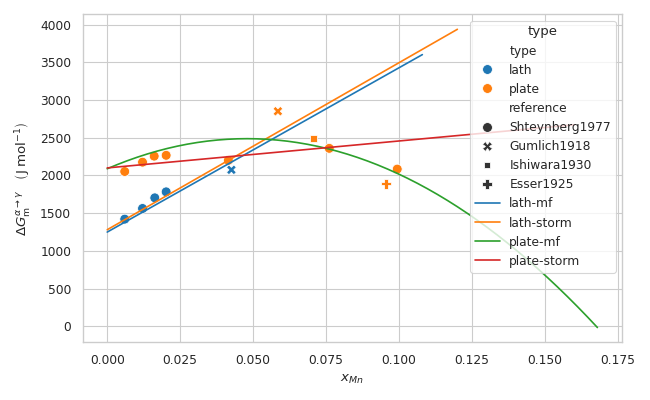 4000
3500
3000
2500
2000
1500
1000
500
0
ΔG_m^{α→γ} (J mol⁻¹)
0.000 0.025 0.050 0.075 0.100 0.125 0.150 0.175
x_{Mn}
type
type
lath
plate
reference
Shteynberg1977
Gumlich1918
Ishiwara1930
Esser1925
lath-mf
lath-storm
plate-mf
plate-storm